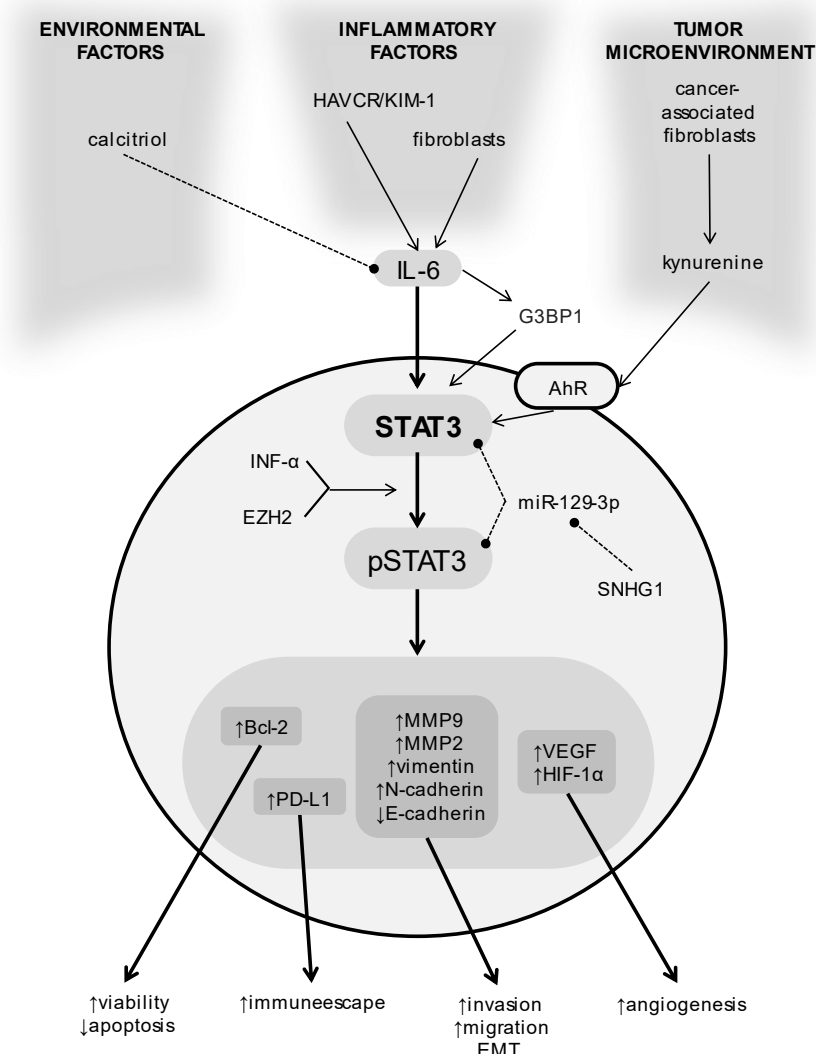 ENVIRONMENTAL
FACTORS
INFLAMMATORY
FACTORS
TUMOR
MICROENVIRONMENT
HAVCR/KIM-1
fibroblasts
calcitriol
cancer-
associated
fibroblasts
kynurenine
IL-6
G3BP1
AhR
STAT3
INF-α
EZH2
miR-129-3p
pSTAT3
SNHG1
↑Bcl-2
↑PD-L1
↑MMP9
↑MMP2
↑vimentin
↑N-cadherin
↓E-cadherin
↑VEGF
↑HIF-1α
↑viability
↓apoptosis
↑immuneescape
↑invasion
↑migration
EMT
↑angiogenesis